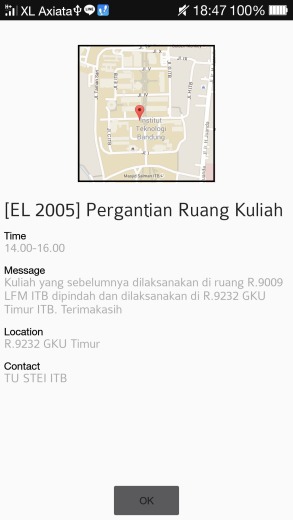 XL Axiata 18:47 100%
Jl. IV
Institut
Teknologi
Bandung
Masjid Salman ITB
[EL 2005] Pergantian Ruang Kuliah
Time
14.00-16.00
Message
Kuliah yang sebelumnya dilaksanakan di ruang R.9009
LFM ITB dipindah dan dilaksanakan di R.9232 GKU
Timur ITB. Terimakasih
Location
R.9232 GKU Timur
Contact
TU STEI ITB
OK